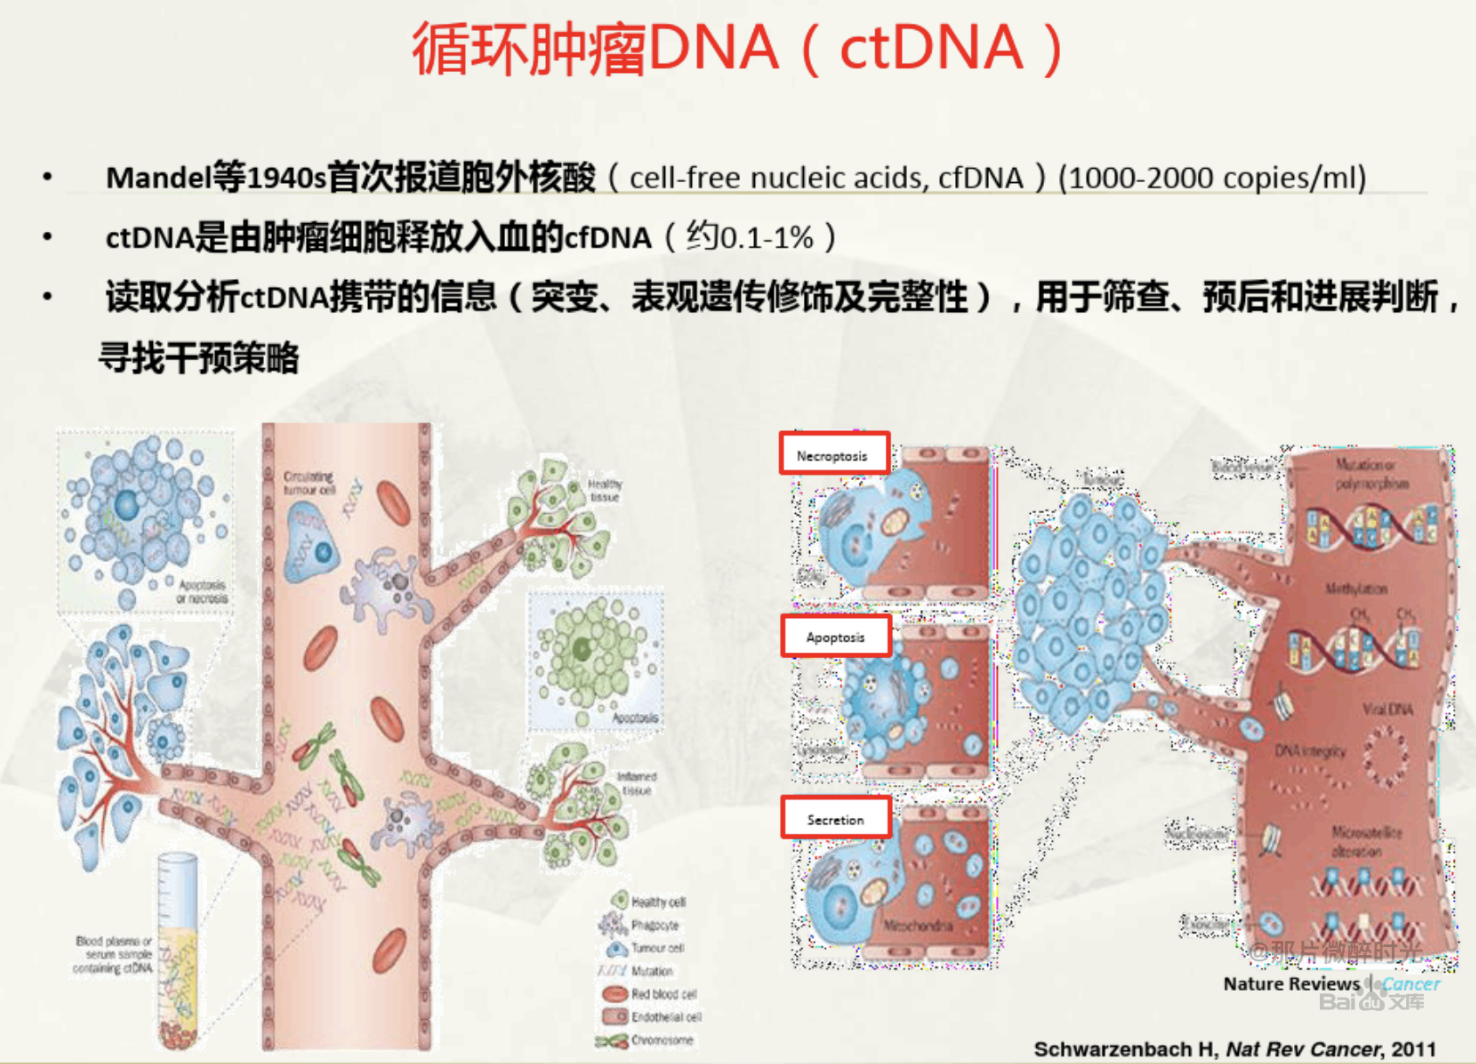 循环肿瘤DNA（ctDNA）
• Mandel等1940s首次报道胞外核酸（cell-free nucleic acids, cfDNA）(1000-2000 copies/ml)
• ctDNA是由肿瘤细胞释放入血的cfDNA（约0.1-1%）
• 读取分析ctDNA携带的信息（突变、表观遗传修饰及完整性），用于筛查、预后和进展判断，
寻找干预策略
Circulating
tumour cell
Healthy
tissue
Apoptosis
or necrosis
Apoptosis
Inflamed
tissue
Blood plasma or
serum sample
containing ctDNA
Healthy cell
Phagocyte
Tumour cell
Mutation
Red blood cell
Endothelial cell
Chromosome
Necroptosis
Apoptosis
Secretion
Mitochondria
Tumour
Blood vessel
Mutation or
polymorphism
Methylation
CH₃ CH₃
Viral DNA
DNA integrity
Nucleosome
Microsatellite
alteration
Exosome
@那片微醉时光
Nature Reviews | Cancer
Bai du 文库
Schwarzenbach H, Nat Rev Cancer, 2011